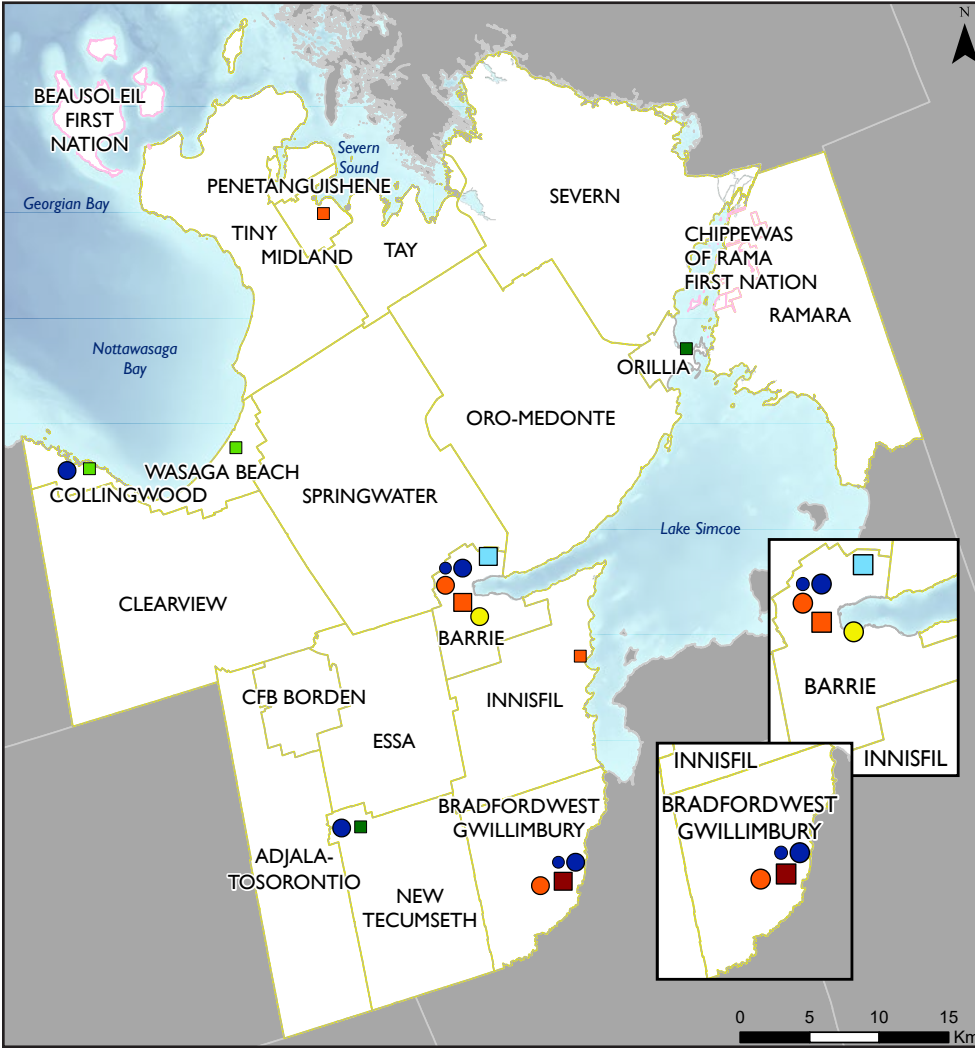 N
BEAUSOLEIL
FIRST
NATION
Severn
Sound
PENETANGUISHENE
Georgian Bay
SEVERN
TINY
MIDLAND
TAY
CHIPPEWAS
OF RAMA
FIRST NATION
RAMARA
Nottawasaga
Bay
ORILLIA
ORO-MEDONTE
WASAGA BEACH
COLLINGWOOD
SPRINGWATER
Lake Simcoe
CLEARVIEW
BARRIE
BARRIE
CFB BORDEN
INNISFIL
ESSA
INNISFIL
INNISFIL
BRADFORDWEST
GWILLIMBURY
BRADFORDWEST
GWILLIMBURY
ADJALA-
TOSORONTIO
NEW
TECUMSETH
0 5 10 15
Km